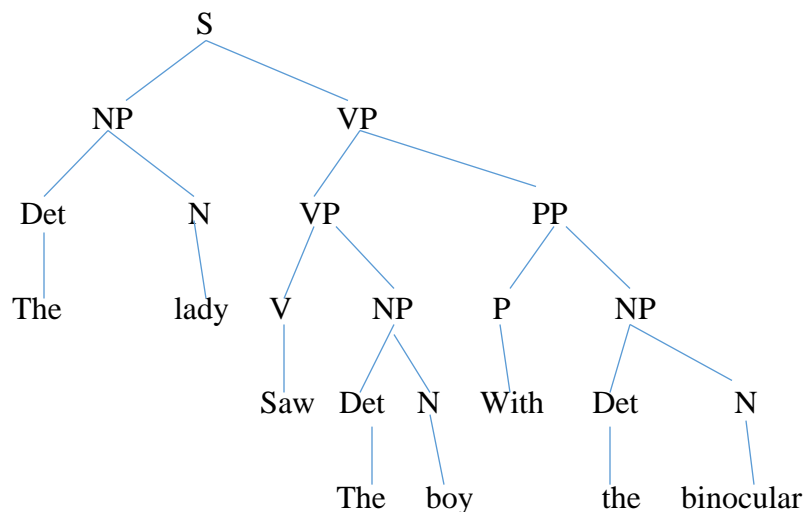 S
NP VP
Det N VP PP
The lady V NP P NP
Saw Det N With Det N
The boy the binocular